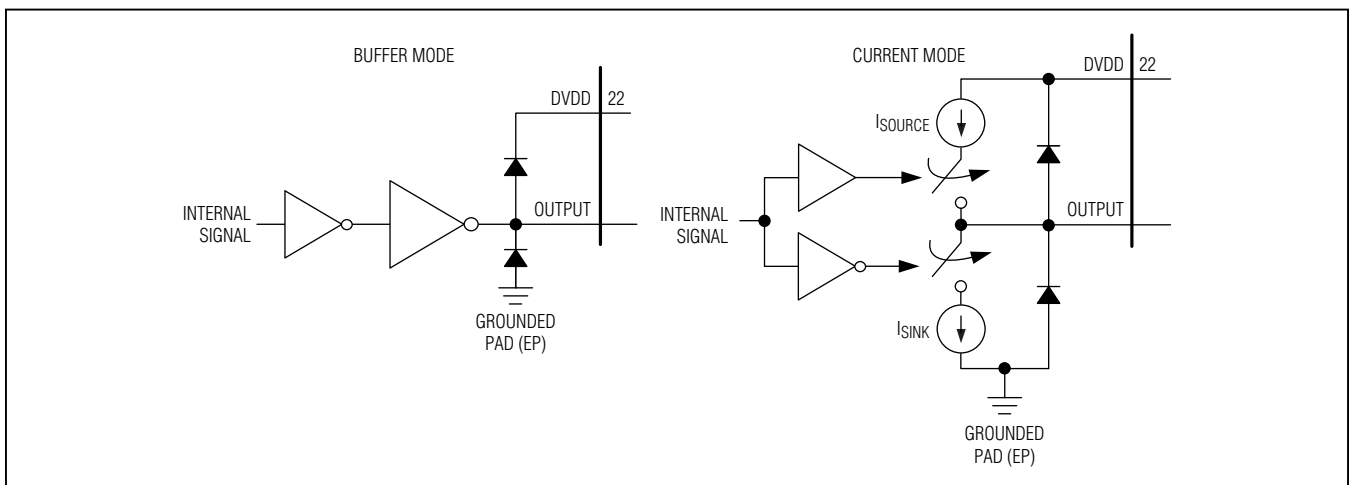 BUFFER MODE
DVDD 22
INTERNAL
SIGNAL
OUTPUT
GROUNDED
PAD (EP)
CURRENT MODE
DVDD 22
ISOURCE
INTERNAL
SIGNAL
OUTPUT
ISINK
GROUNDED
PAD (EP)